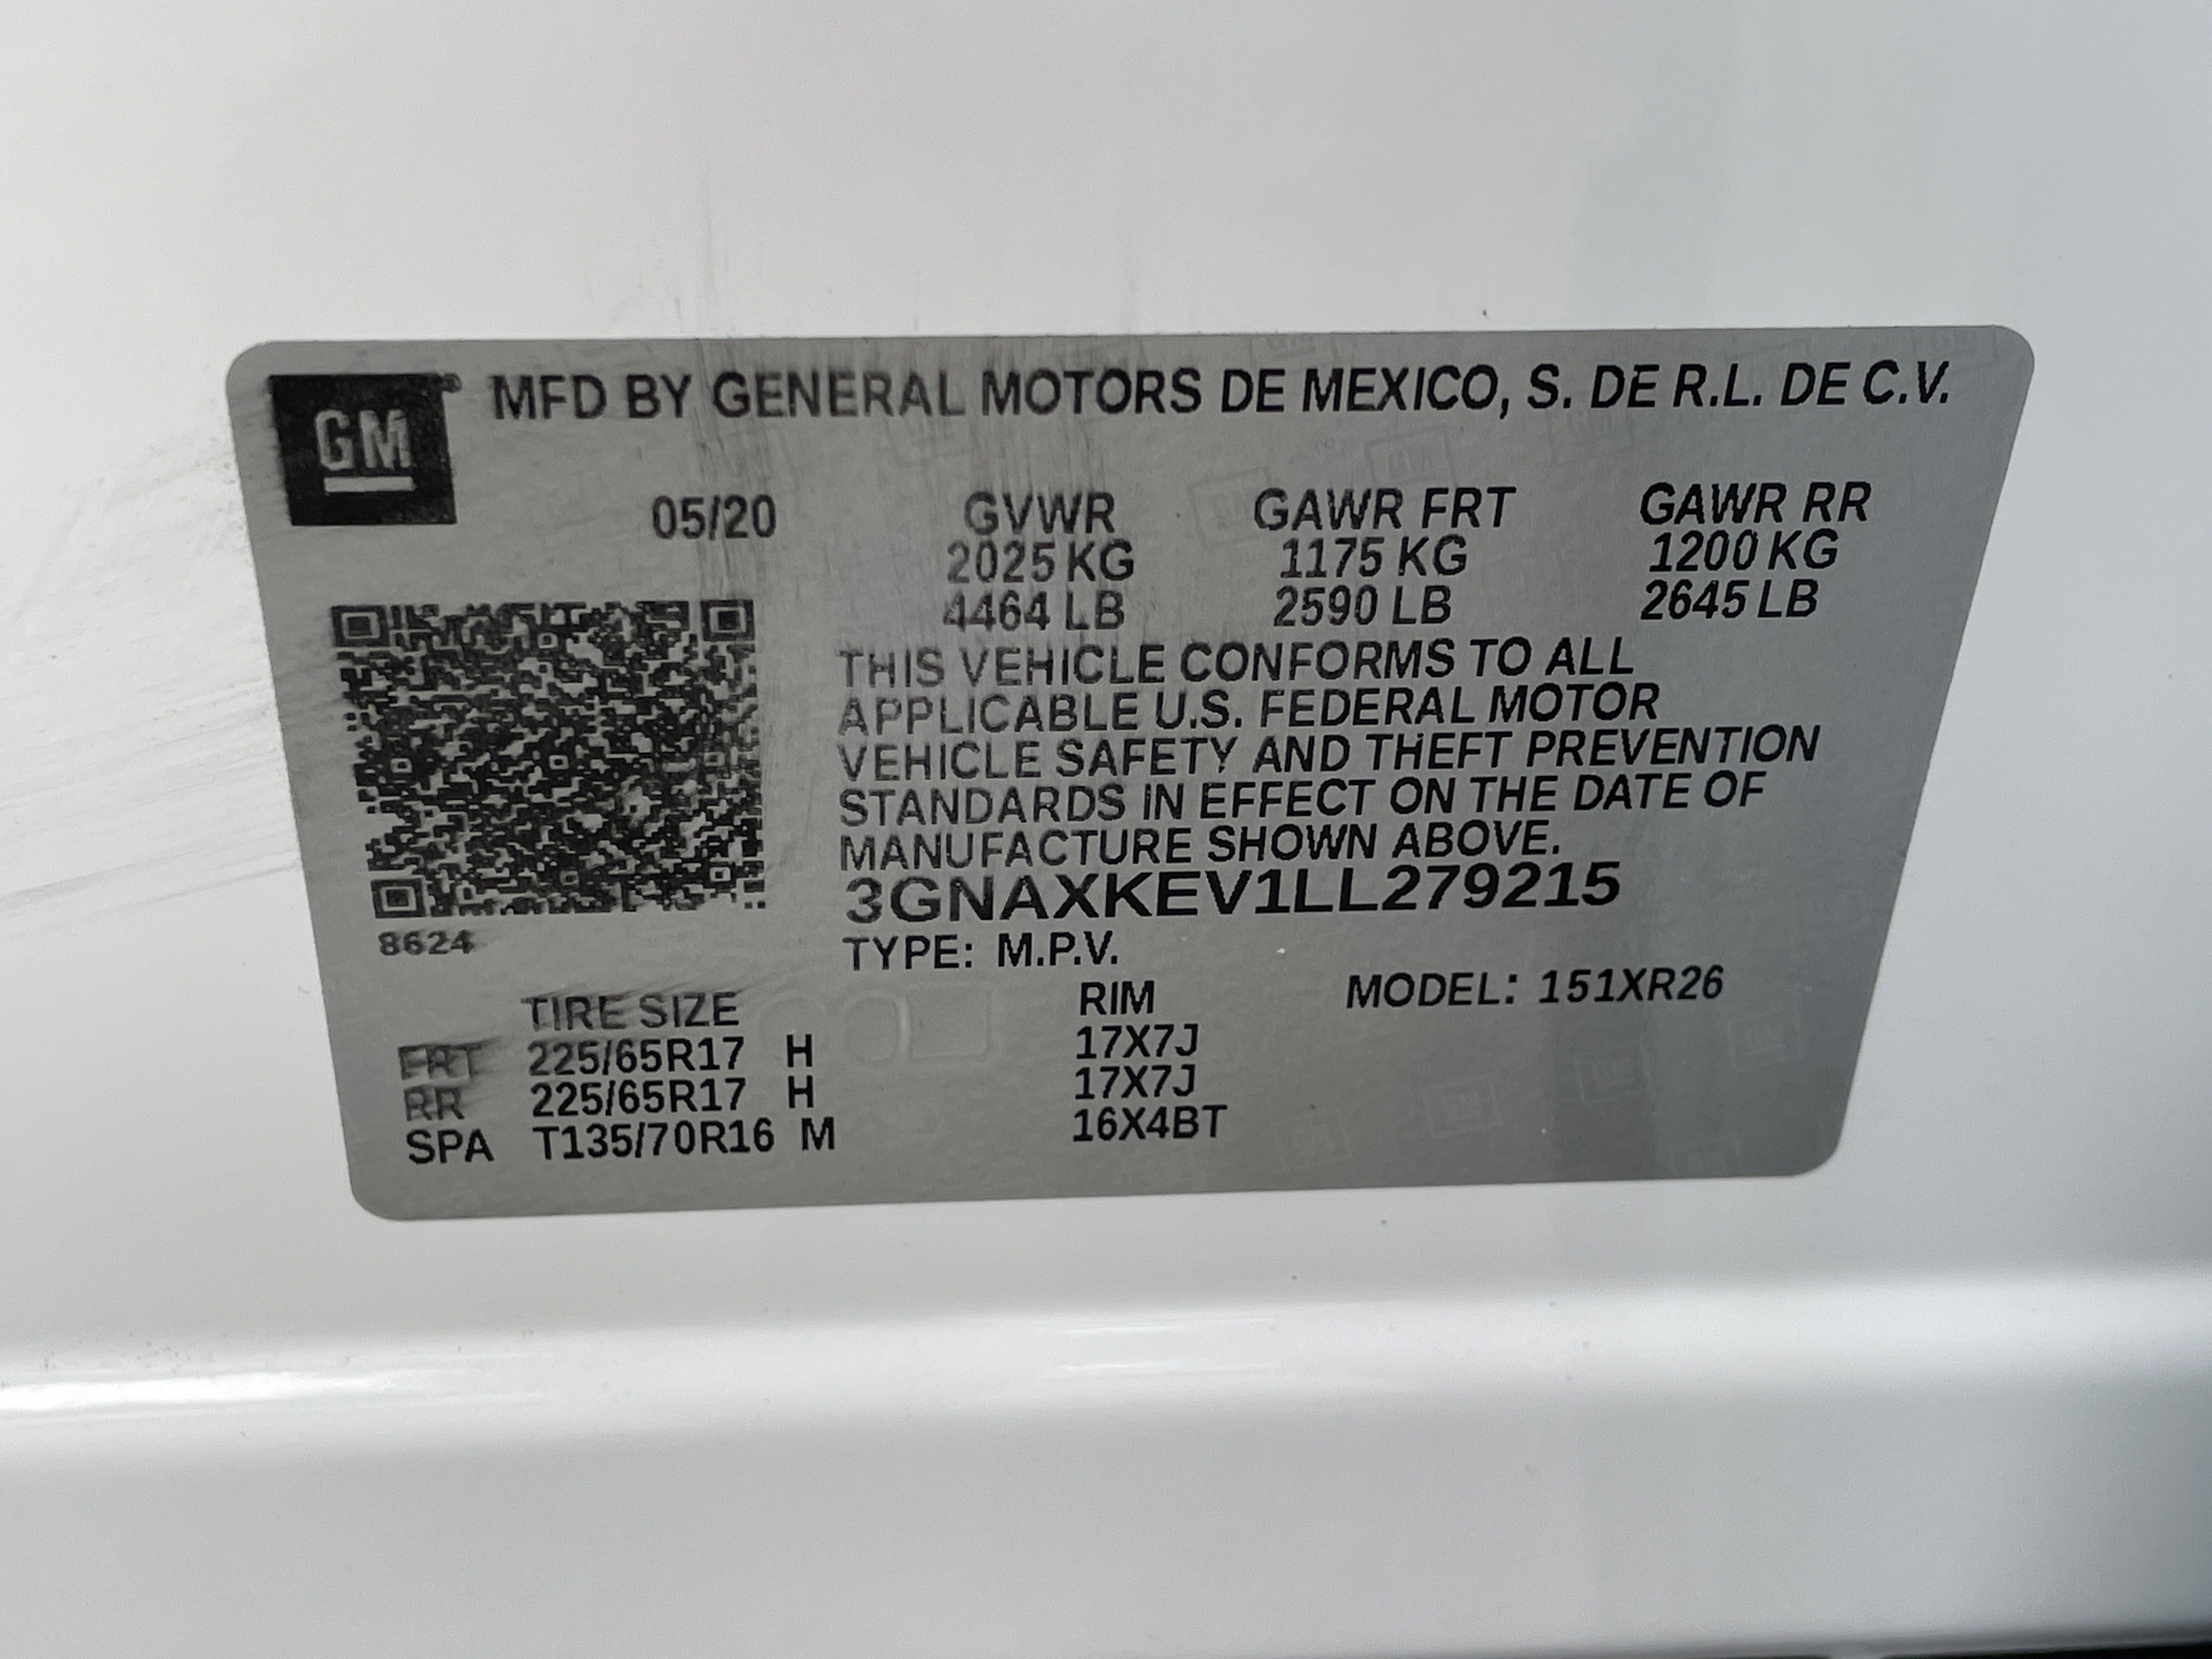 GM MFD BY GENERAL MOTORS DE MEXICO, S. DE R.L. DE C.V.
05/20 GVWR GAWR FRT GAWR RR
2025 KG 1175 KG 1200 KG
4464 LB 2590 LB 2645 LB
THIS VEHICLE CONFORMS TO ALL
APPLICABLE U.S. FEDERAL MOTOR
VEHICLE SAFETY AND THEFT PREVENTION
STANDARDS IN EFFECT ON THE DATE OF
MANUFACTURE SHOWN ABOVE.
3GNAXKEV1LL279215
8624
TYPE: M.P.V.
MODEL: 151XR26
TIRE SIZE RIM
FRT 225/65R17 H 17X7J
RR 225/65R17 H 17X7J
SPA T135/70R16 M 16X4BT